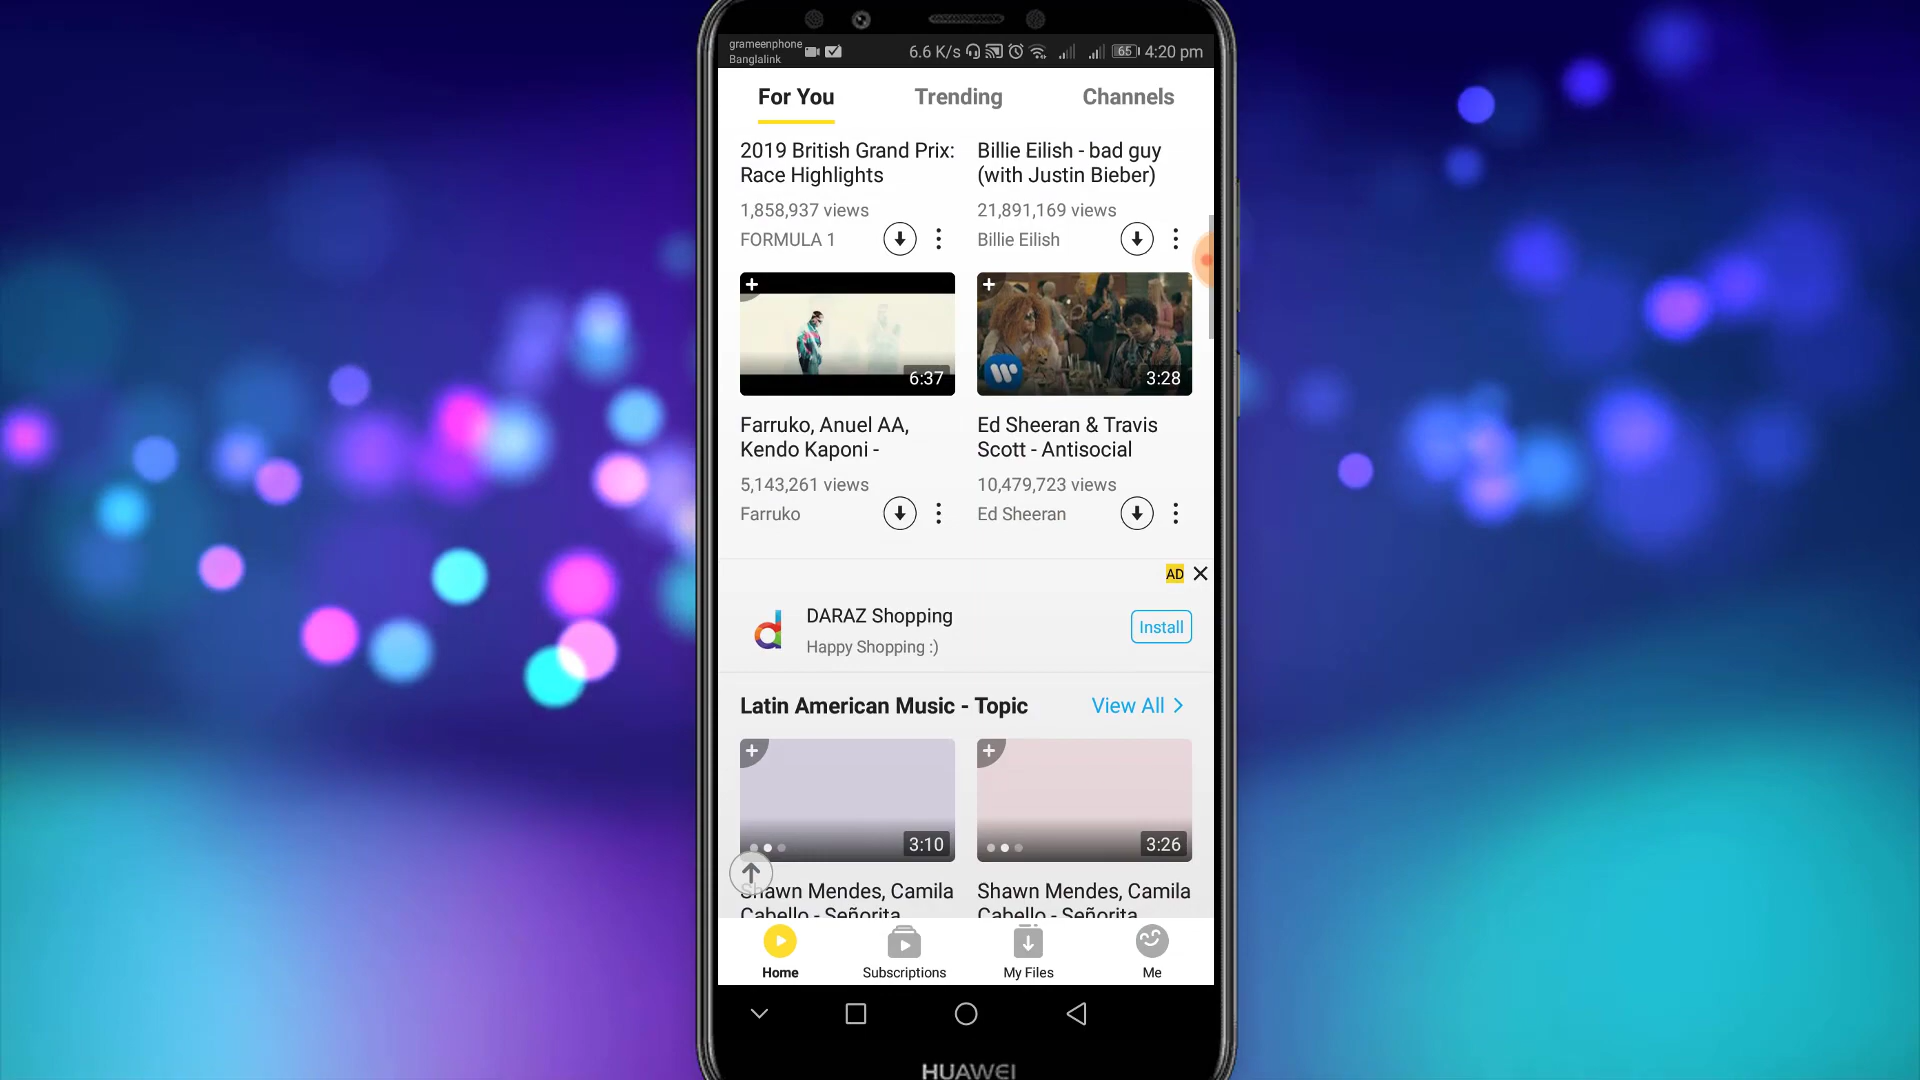 grameenphone
Banglalink
6.6 K/s
65
4:20 pm
For You
Trending
Channels
2019 British Grand Prix:
Race Highlights
1,858,937 views
FORMULA 1
Billie Eilish - bad guy
(with Justin Bieber)
21,891,169 views
Billie Eilish
6:37
3:28
Farruko, Anuel AA,
Kendo Kaponi -
5,143,261 views
Farruko
Ed Sheeran & Travis
Scott - Antisocial
10,479,723 views
Ed Sheeran
AD
DARAZ Shopping
Happy Shopping :)
Install
Latin American Music - Topic
View All
3:10
3:26
Shawn Mendes, Camila
Cabello - Señorita
Shawn Mendes, Camila
Cabello - Señorita
Home
Subscriptions
My Files
Me
HUAWEI